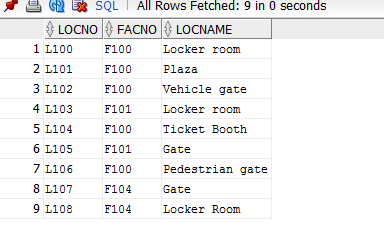 SQL | All Rows Fetched: 9 in 0 seconds
LOCNO FACNO LOCNAME
1 L100 F100 Locker room
2 L101 F100 Plaza
3 L102 F100 Vehicle gate
4 L103 F101 Locker room
5 L104 F100 Ticket Booth
6 L105 F101 Gate
7 L106 F100 Pedestrian gate
8 L107 F104 Gate
9 L108 F104 Locker Room